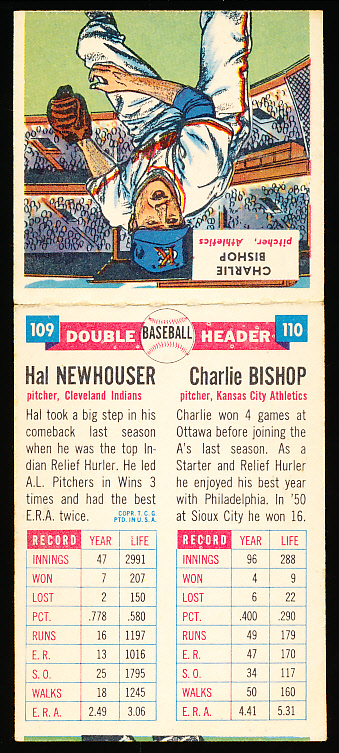 CHARLIE
BISHOP
pitcher, Athletics
K
109 DOUBLE BASEBALL HEADER 110
Hal NEWHOUSER
pitcher, Cleveland Indians
Hal took a big step in his
comeback last season
when he was the top In-
dian Relief Hurler. He led
A.L. Pitchers in Wins 3
times and had the best
E.R.A. twice.
COPR. T. C. G.
PTD. IN U. S. A.
Charlie BISHOP
pitcher, Kansas City Athletics
Charlie won 4 games at
Ottawa before joining the
A's last season. As a
Starter and Relief Hurler
he enjoyed his best year
with Philadelphia. In '50
at Sioux City he won 16.
RECORD YEAR LIFE
INNINGS 47 2991
WON 7 207
LOST 2 150
PCT. .778 .580
RUNS 16 1197
E. R. 13 1016
S. O. 25 1795
WALKS 18 1245
E. R. A. 2.49 3.06
RECORD YEAR LIFE
INNINGS 96 288
WON 4 9
LOST 6 22
PCT. .400 .290
RUNS 49 179
E. R. 47 170
S. O. 34 117
WALKS 50 160
E. R. A. 4.41 5.31